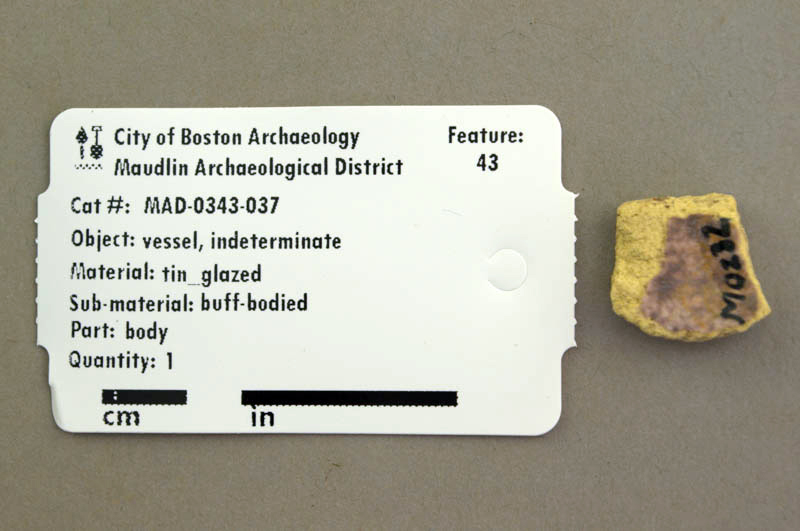 City of Boston Archaeology
Maudlin Archaeological District
Feature:
43
Cat #: MAD-0343-037
Object: vessel, indeterminate
Material: tin_glazed
Sub-material: buff-bodied
Part: body
Quantity: 1
cm
in
M0282